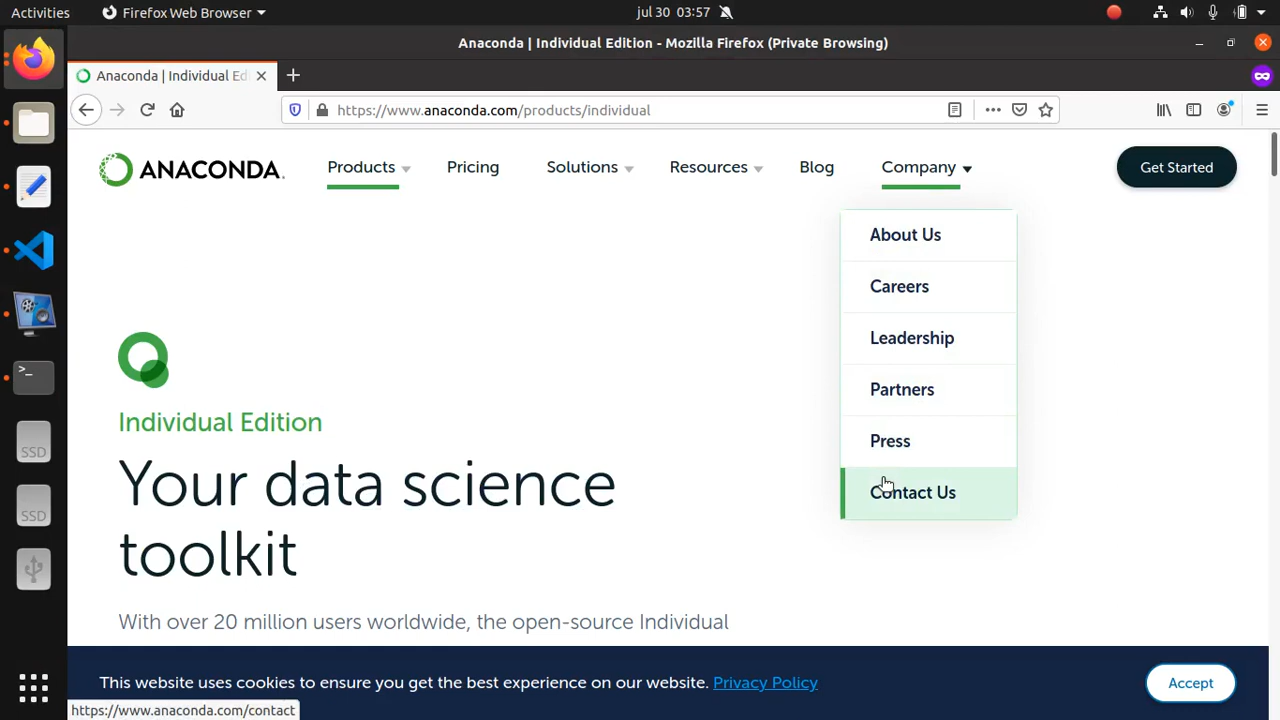 Activities Firefox Web Browser jul 30 03:57
Anaconda | Individual Edition - Mozilla Firefox (Private Browsing)
Anaconda | Individual Edi
https://www.anaconda.com/products/individual
ANACONDA. Products Pricing Solutions Resources Blog Company Get Started
About Us
Careers
Leadership
Partners
Press
Contact Us
Individual Edition
Your data science
toolkit
With over 20 million users worldwide, the open-source Individual
This website uses cookies to ensure you get the best experience on our website. Privacy Policy Accept
https://www.anaconda.com/contact
SSD
SSD